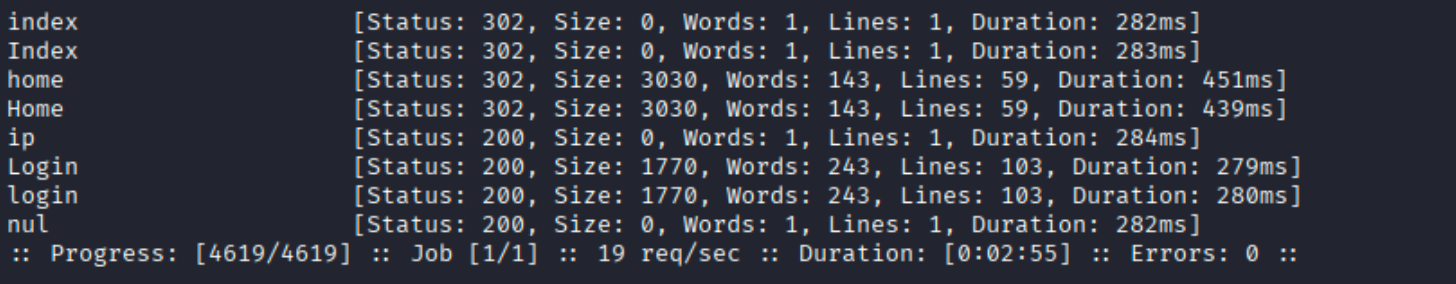 index [Status: 302, Size: 0, Words: 1, Lines: 1, Duration: 282ms]
Index [Status: 302, Size: 0, Words: 1, Lines: 1, Duration: 283ms]
home [Status: 302, Size: 3030, Words: 143, Lines: 59, Duration: 451ms]
Home [Status: 302, Size: 3030, Words: 143, Lines: 59, Duration: 439ms]
ip [Status: 200, Size: 0, Words: 1, Lines: 1, Duration: 284ms]
Login [Status: 200, Size: 1770, Words: 243, Lines: 103, Duration: 279ms]
login [Status: 200, Size: 1770, Words: 243, Lines: 103, Duration: 280ms]
nul [Status: 200, Size: 0, Words: 1, Lines: 1, Duration: 282ms]
:: Progress: [4619/4619] :: Job [1/1] :: 19 req/sec :: Duration: [0:02:55] :: Errors: 0 ::